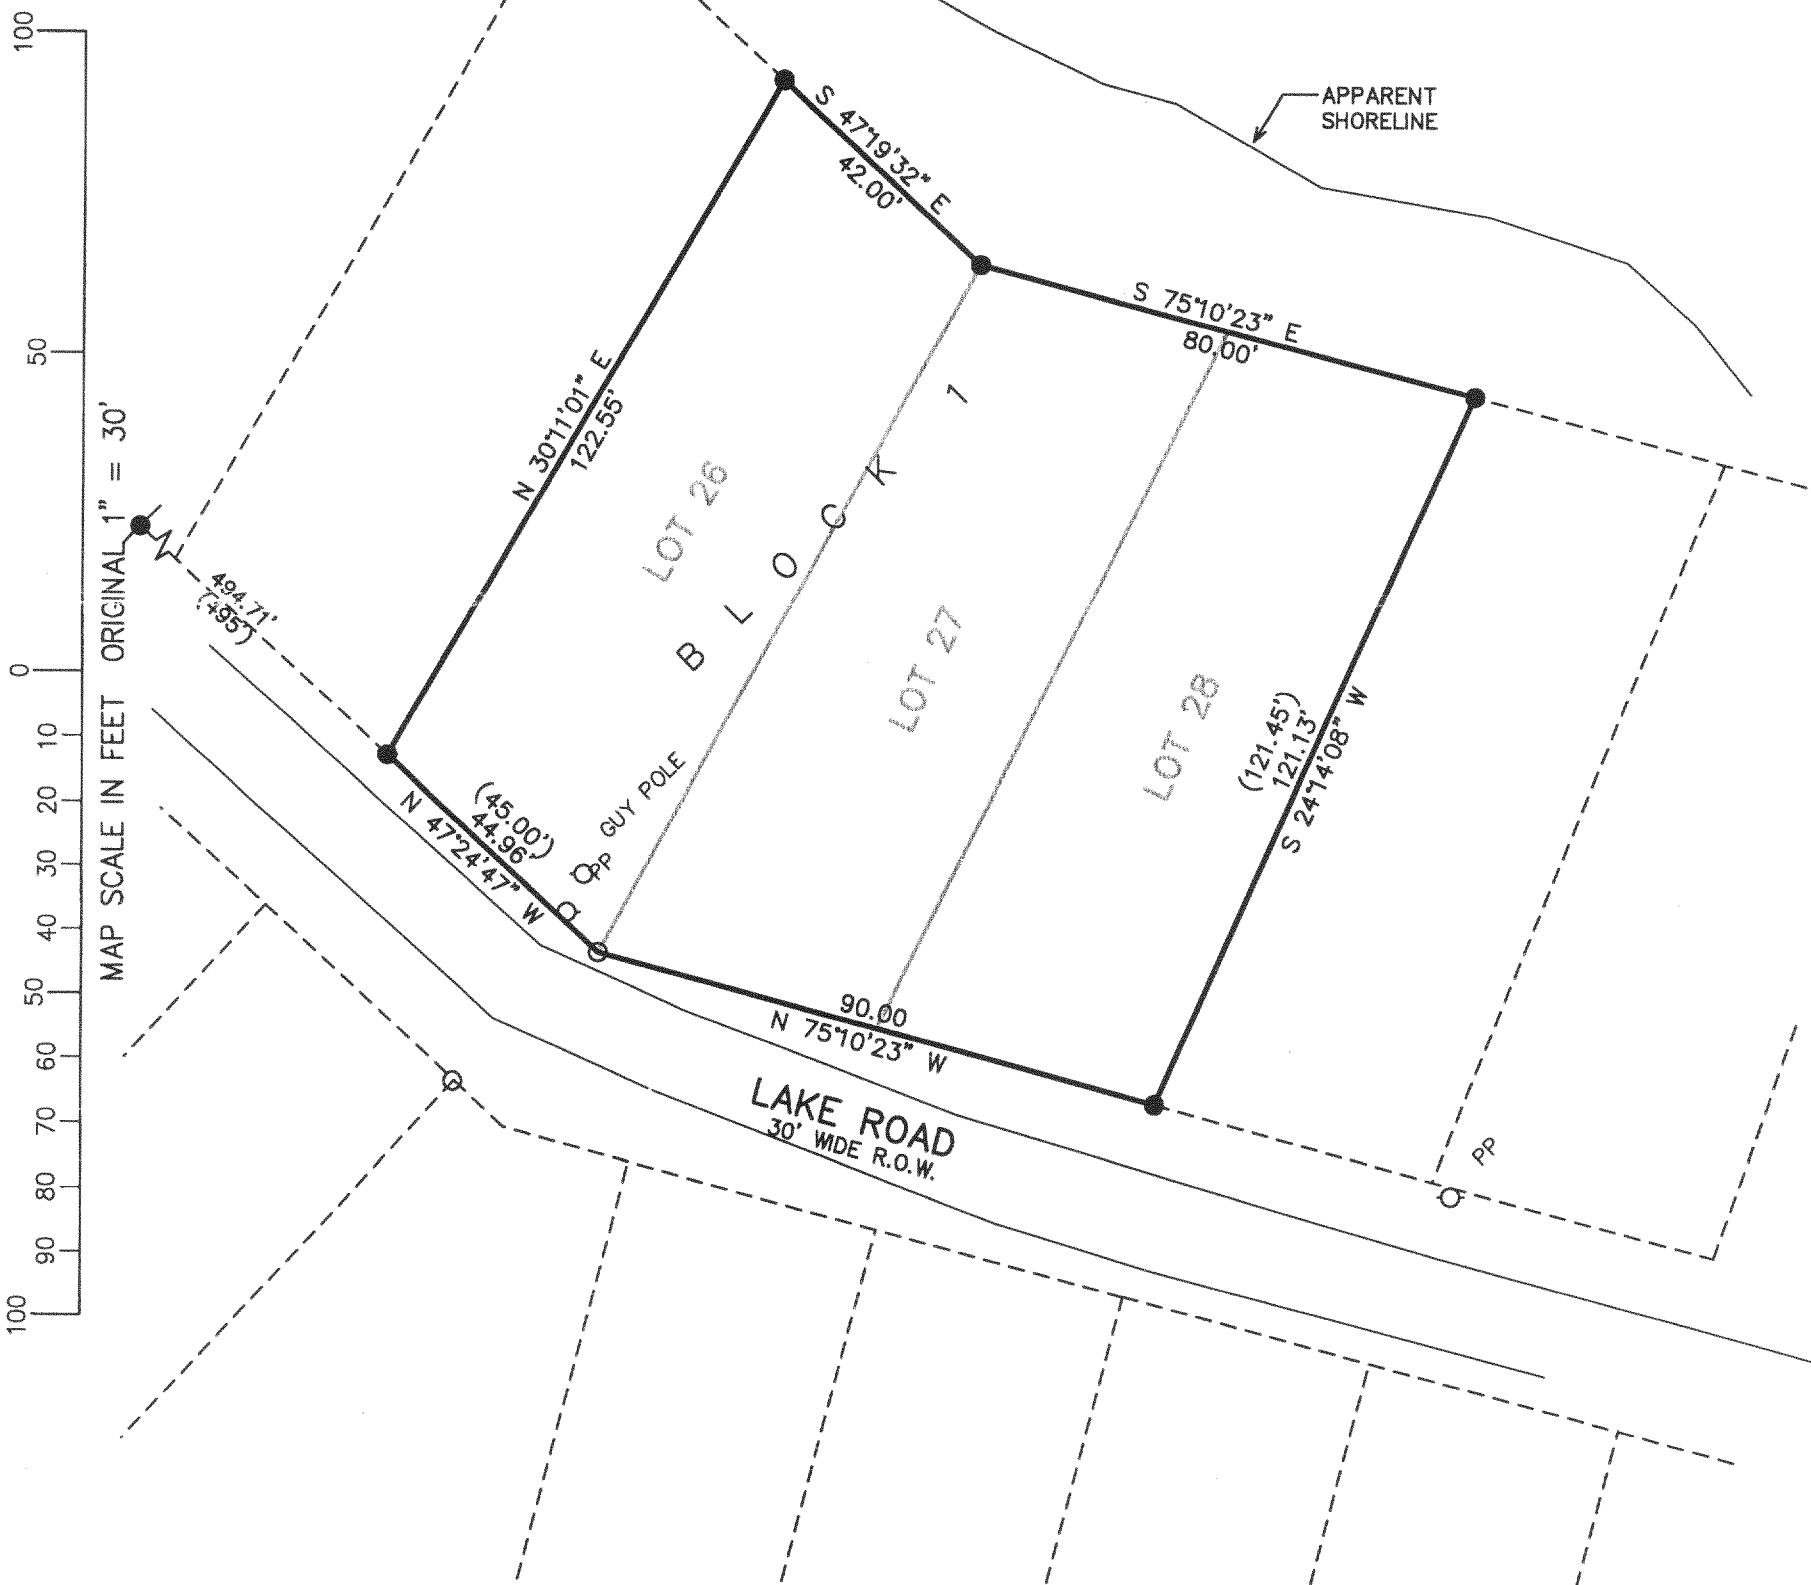 100
50
0
10
20
30
40
50
60
70
80
90
100
MAP SCALE IN FEET ORIGINAL 1" = 30'
APPARENT
SHORELINE
S 47°19'32" E
42.00'
S 75°10'23" E
80.00'
N 30°11'01" E
122.55'
LOT 26
BLOCK 1
LOT 27
LOT 28
(121.45')
121.13'
S 24°14'08" W
494.71'
(495')
(45.00')
44.96'
N 47°24'47" W
GUY POLE
PP
90.00
N 75°10'23" W
LAKE ROAD
30' WIDE R.O.W.
PP